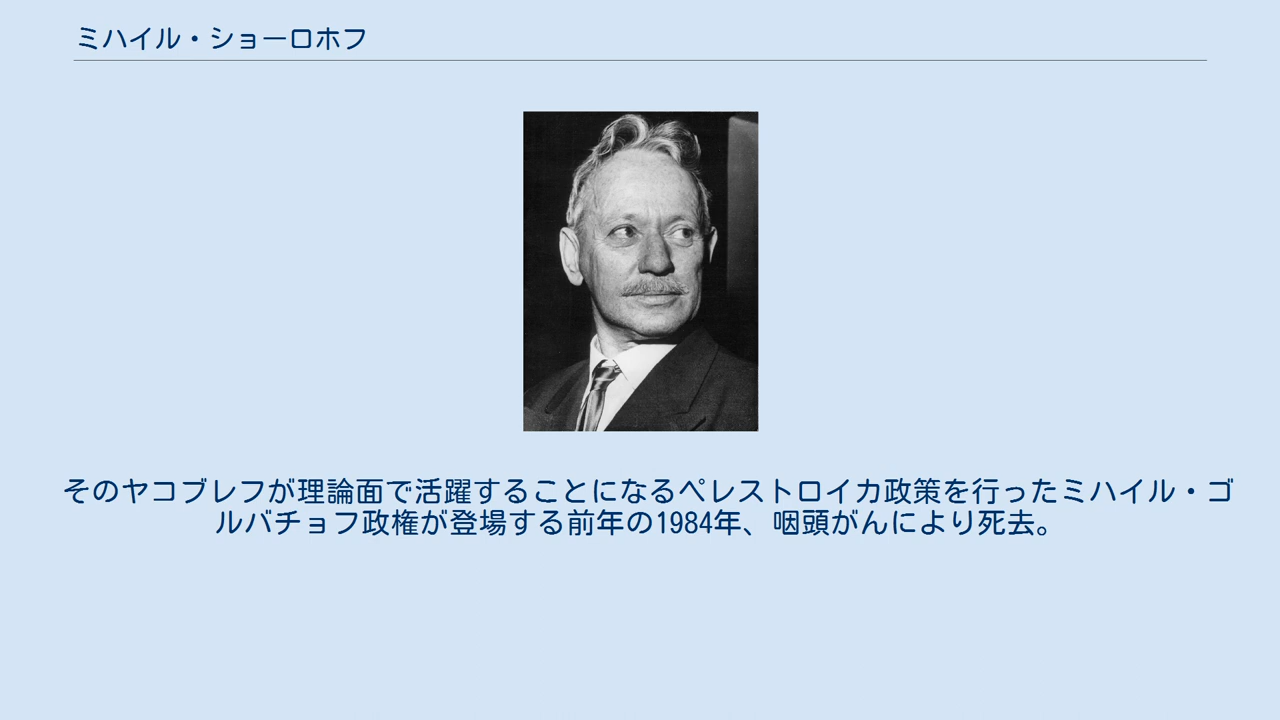 ミハイル・ショーロホフ
そのヤコブレフが理論面で活躍することになるペレストロイカ政策を行ったミハイル・ゴ
ルバチョフ政権が登場する前年の1984年、咽頭がんにより死去。